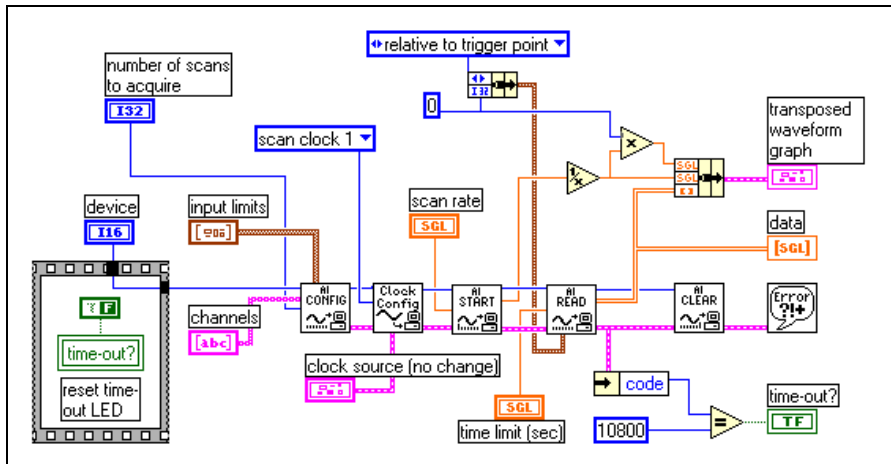 relative to trigger point
number of scans
to acquire
I32
I32
0
transposed
waveform
graph
scan clock 1
x
1/x
SGL
SGL
[ ]
device
I16
input limits
scan rate
SGL
data
[SGL]
F
time-out?
reset time-
out LED
channels
[abc]
AI
CONFIG
Clock
Config
AI
START
AI
READ
AI
CLEAR
Error
?!+
clock source (no change)
SGL
time limit (sec)
code
10800
=
time-out?
TF